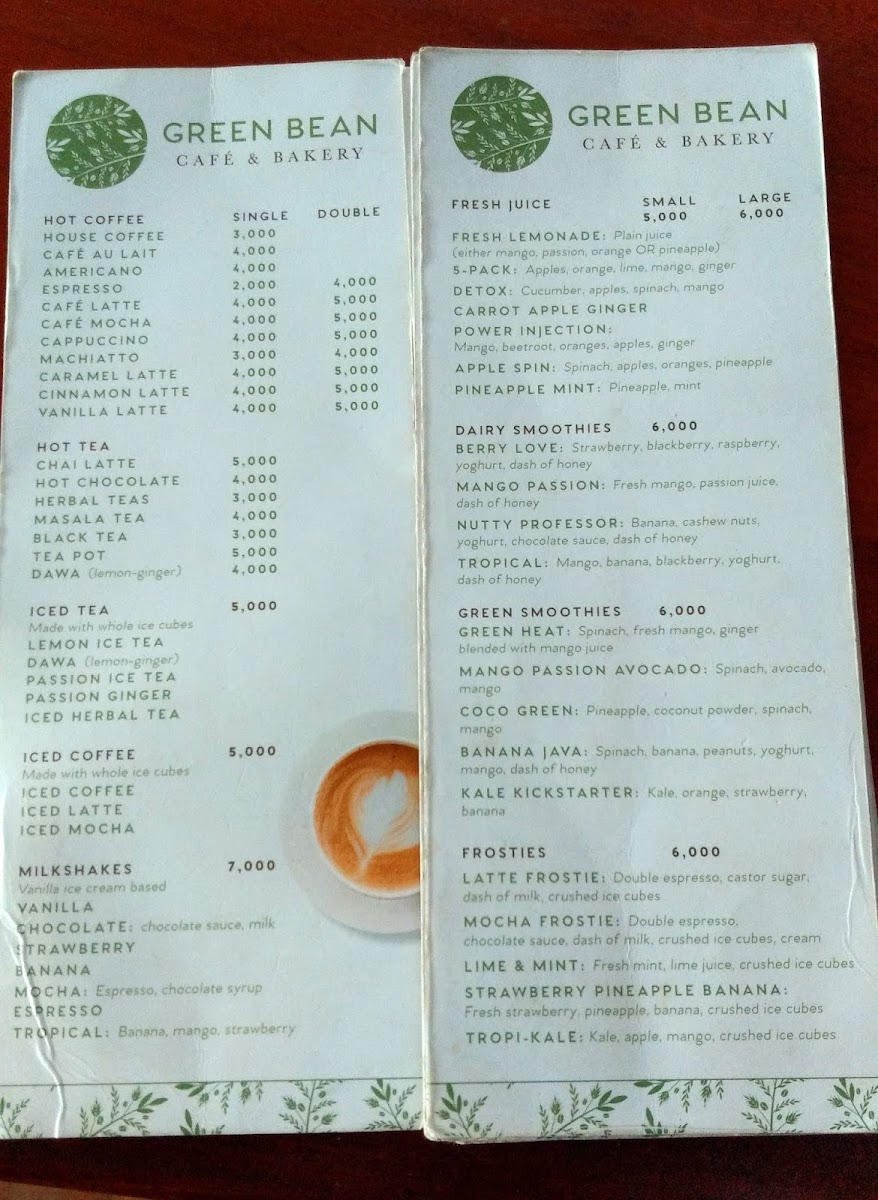 GREEN BEAN
CAFÉ & BAKERY
HOT COFFEE SINGLE DOUBLE
HOUSE COFFEE 3,000
CAFÉ AU LAIT 4,000
AMERICANO 4,000
ESPRESSO 2,000 4,000
CAFÉ LATTE 4,000 5,000
CAFÉ MOCHA 4,000 5,000
CAPPUCCINO 4,000 5,000
MACHIATTO 3,000 4,000
CARAMEL LATTE 4,000 5,000
CINNAMON LATTE 4,000 5,000
VANILLA LATTE 4,000 5,000
HOT TEA
CHAI LATTE 5,000
HOT CHOCOLATE 4,000
HERBAL TEAS 3,000
MASALA TEA 4,000
BLACK TEA 3,000
TEA POT 5,000
DAWA (lemon-ginger) 4,000
ICED TEA 5,000
Made with whole ice cubes
LEMON ICE TEA
DAWA (lemon-ginger)
PASSION ICE TEA
PASSION GINGER
ICED HERBAL TEA
ICED COFFEE 5,000
Made with whole ice cubes
ICED COFFEE
ICED LATTE
ICED MOCHA
MILKSHAKES 7,000
Vanilla ice cream based
VANILLA
CHOCOLATE: chocolate sauce, milk
STRAWBERRY
BANANA
MOCHA: Espresso, chocolate syrup
ESPRESSO
TROPICAL: Banana, mango, strawberry
GREEN BEAN
CAFÉ & BAKERY
FRESH JUICE SMALL LARGE
5,000 6,000
FRESH LEMONADE: Plain juice
(either mango, passion, orange OR pineapple)
5-PACK: Apples, orange, lime, mango, ginger
DETOX: Cucumber, apples, spinach, mango
CARROT APPLE GINGER
POWER INJECTION:
Mango, beetroot, oranges, apples, ginger
APPLE SPIN: Spinach, apples, oranges, pineapple
PINEAPPLE MINT: Pineapple, mint
DAIRY SMOOTHIES 6,000
BERRY LOVE: Strawberry, blackberry, raspberry,
yoghurt, dash of honey
MANGO PASSION: Fresh mango, passion juice,
dash of honey
NUTTY PROFESSOR: Banana, cashew nuts,
yoghurt, chocolate sauce, dash of honey
TROPICAL: Mango, banana, blackberry, yoghurt,
dash of honey
GREEN SMOOTHIES 6,000
GREEN HEAT: Spinach, fresh mango, ginger
blended with mango juice
MANGO PASSION AVOCADO: Spinach, avocado,
mango
COCO GREEN: Pineapple, coconut powder, spinach,
mango
BANANA JAVA: Spinach, banana, peanuts, yoghurt,
mango, dash of honey
KALE KICKSTARTER: Kale, orange, strawberry,
banana
FROSTIES 6,000
LATTE FROSTIE: Double espresso, castor sugar,
dash of milk, crushed ice cubes
MOCHA FROSTIE: Double espresso,
chocolate sauce, dash of milk, crushed ice cubes, cream
LIME & MINT: Fresh mint, lime juice, crushed ice cubes
STRAWBERRY PINEAPPLE BANANA:
Fresh strawberry, pineapple, banana, crushed ice cubes
TROPI-KALE: Kale, apple, mango, crushed ice cubes